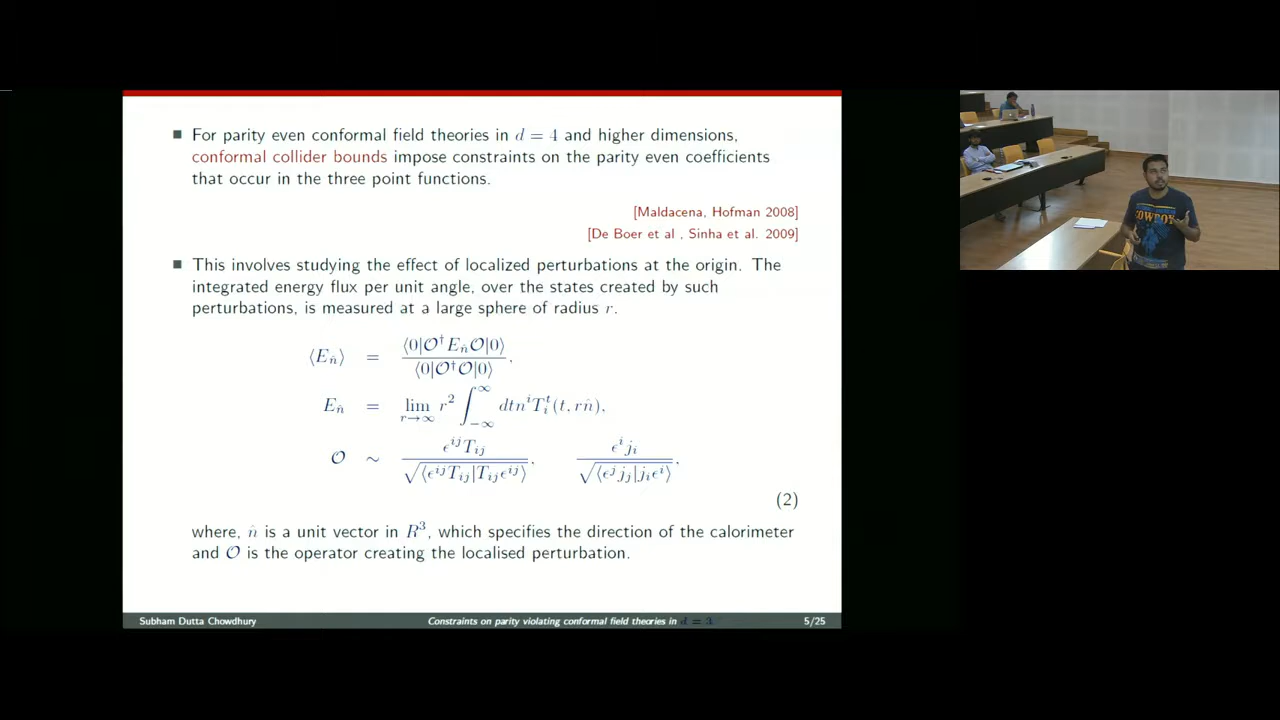 For parity even conformal field theories in d = 4 and higher dimensions,
conformal collider bounds impose constraints on the parity even coefficients
that occur in the three point functions.
[Maldacena, Hofman 2008]
[De Boer et al , Sinha et al. 2009]
This involves studying the effect of localized perturbations at the origin. The
integrated energy flux per unit angle, over the states created by such
perturbations, is measured at a large sphere of radius r.
⟨E_n̂⟩ = ⟨0|O†E_n̂O|0⟩ / ⟨0|O†O|0⟩,
E_n̂ = lim_{r→∞} r² ∫_{−∞}^{∞} dt n^i T^t_i(t, r n̂),
O ∼ ε^{ij}T_{ij} / √⟨ε^{ij}T_{ij}|T_{ij}ε^{ij}⟩, ε^i j_i / √⟨ε^j j_j|j_i ε^i⟩,
(2)
where, n̂ is a unit vector in R³, which specifies the direction of the calorimeter
and O is the operator creating the localised perturbation.
Subham Dutta Chowdhury Constraints on parity violating conformal field theories in d = 3 5/25
COWBOY